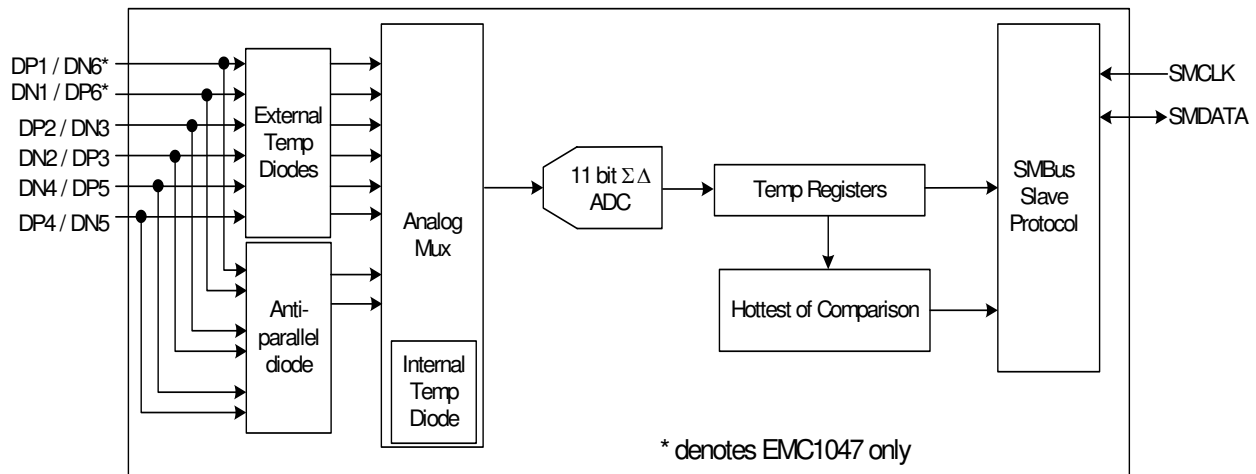 DP1 / DN6*
DN1 / DP6*
DP2 / DN3
DN2 / DP3
DN4 / DP5
DP4 / DN5
External
Temp
Diodes
Anti-
parallel
diode
Analog
Mux
Internal
Temp
Diode
11 bit ΣΔ
ADC
Temp Registers
Hottest of Comparison
SMBus
Slave
Protocol
SMCLK
SMDATA
* denotes EMC1047 only